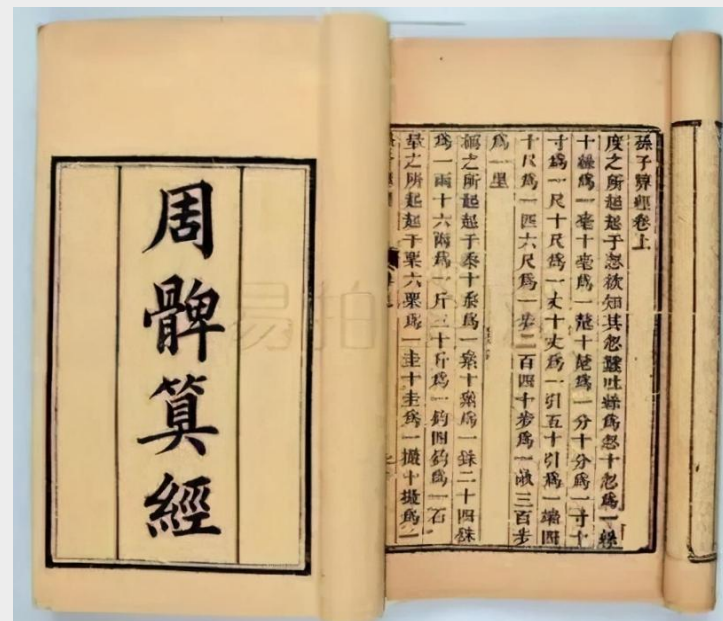 周髀算經
孫子算經卷上
度之所起起于忽欲知其忽蠶吐絲爲忽十忽爲一絲
十絲爲一毫十毫爲一氂十氂爲一分十分爲一寸十
寸爲一尺十尺爲一丈十丈爲一引五十引爲一端四
十尺爲一匹六尺爲一步二百四十步爲一畝三百步
爲一里
稱之所起起于黍十黍爲一絫十絫爲一銖二十四銖
爲一兩十六兩爲一斤三十斤爲一鈞四鈞爲一石
量之所起起于粟六粟爲一圭十圭爲一撮十撮爲一
易拍